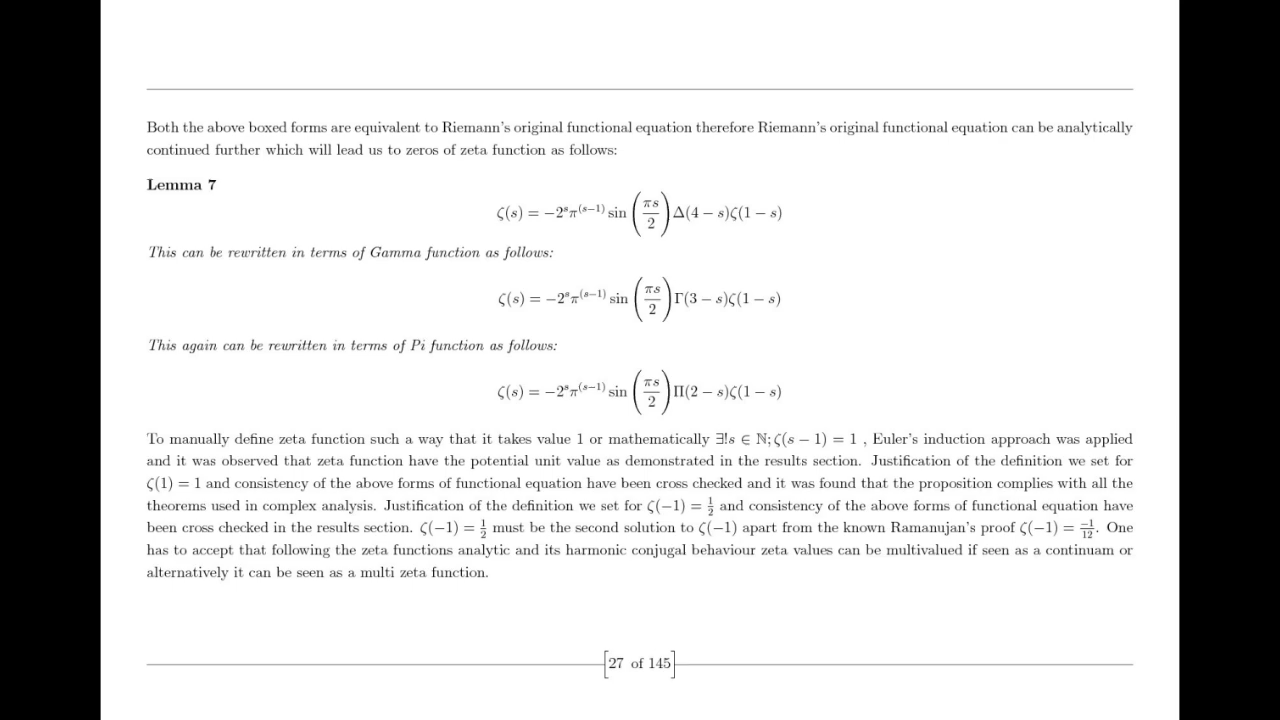 Both the above boxed forms are equivalent to Riemann's original functional equation therefore Riemann's original functional equation can be analytically
continued further which will lead us to zeros of zeta function as follows:
Lemma 7
ζ(s) = −2^s π^(s−1) sin(πs/2) Δ(4 − s)ζ(1 − s)
This can be rewritten in terms of Gamma function as follows:
ζ(s) = −2^s π^(s−1) sin(πs/2) Γ(3 − s)ζ(1 − s)
This again can be rewritten in terms of Pi function as follows:
ζ(s) = −2^s π^(s−1) sin(πs/2) Π(2 − s)ζ(1 − s)
To manually define zeta function such a way that it takes value 1 or mathematically ∃!s ∈ ℕ; ζ(s − 1) = 1 , Euler's induction approach was applied
and it was observed that zeta function have the potential unit value as demonstrated in the results section. Justification of the definition we set for
ζ(1) = 1 and consistency of the above forms of functional equation have been cross checked and it was found that the proposition complies with all the
theorems used in complex analysis. Justification of the definition we set for ζ(−1) = 1/2 and consistency of the above forms of functional equation have
been cross checked in the results section. ζ(−1) = 1/2 must be the second solution to ζ(−1) apart from the known Ramanujan's proof ζ(−1) = −1/12. One
has to accept that following the zeta functions analytic and its harmonic conjugal behaviour zeta values can be multivalued if seen as a continuam or
alternatively it can be seen as a multi zeta function.
[27 of 145]